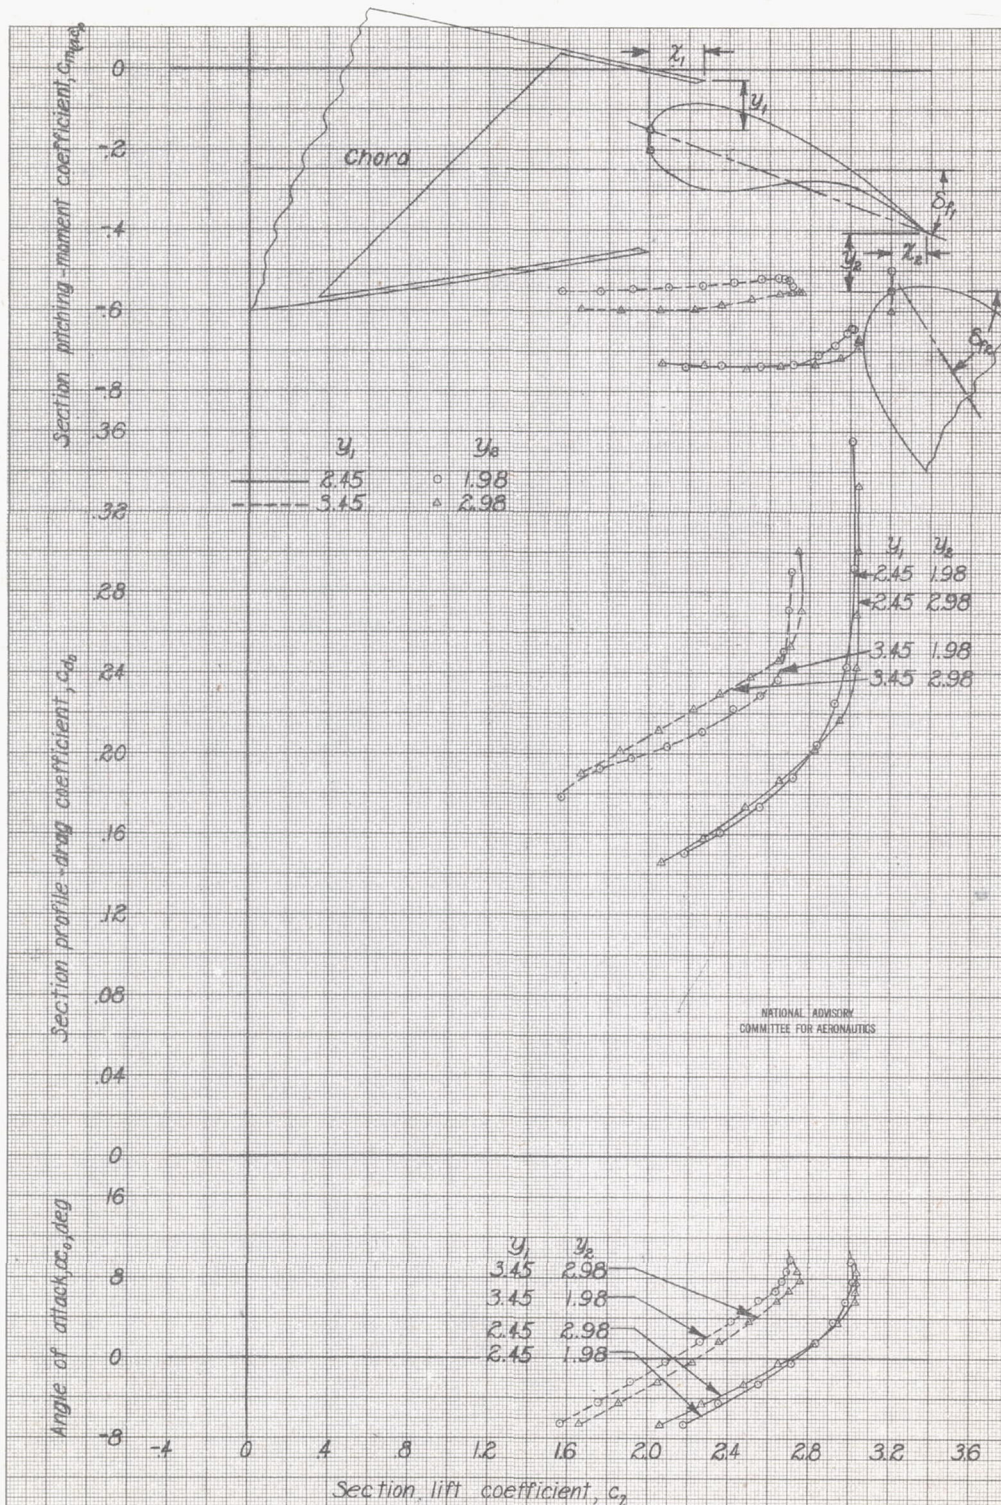 Section pitching-moment coefficient, Cm(ac)o
0
-.2
-.4
-.6
-.8
x₁
y₁
Chord
δf₁
y₂
x₂
δf₂
Section profile-drag coefficient, cd₀
.36
.32
.28
.24
.20
.16
.12
.08
.04
0
y₁ y₂
2.45 1.98
3.45 2.98
y₁ y₂
2.45 1.98
2.45 2.98
3.45 1.98
3.45 2.98
NATIONAL ADVISORY
COMMITTEE FOR AERONAUTICS
Angle of attack, α₀, deg
16
8
0
-8
y₁ y₂
3.45 2.98
3.45 1.98
2.45 2.98
2.45 1.98
-.4 0 .4 .8 1.2 1.6 2.0 2.4 2.8 3.2 3.6
Section lift coefficient, c₂